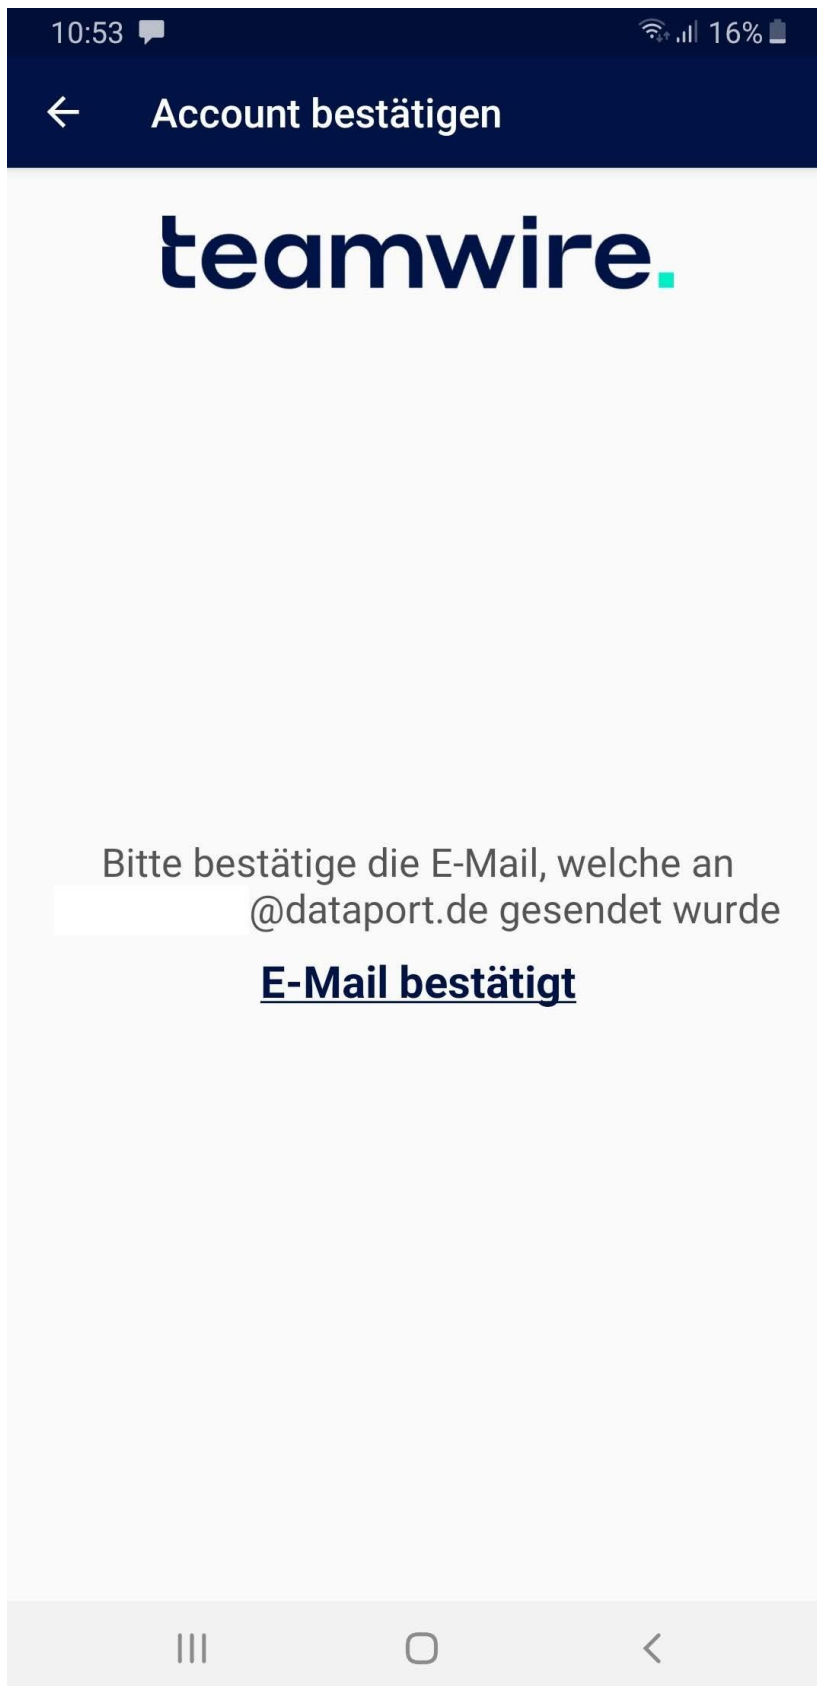 10:53 16%
Account bestätigen
teamwire.
Bitte bestätige die E-Mail, welche an
@dataport.de gesendet wurde
E-Mail bestätigt